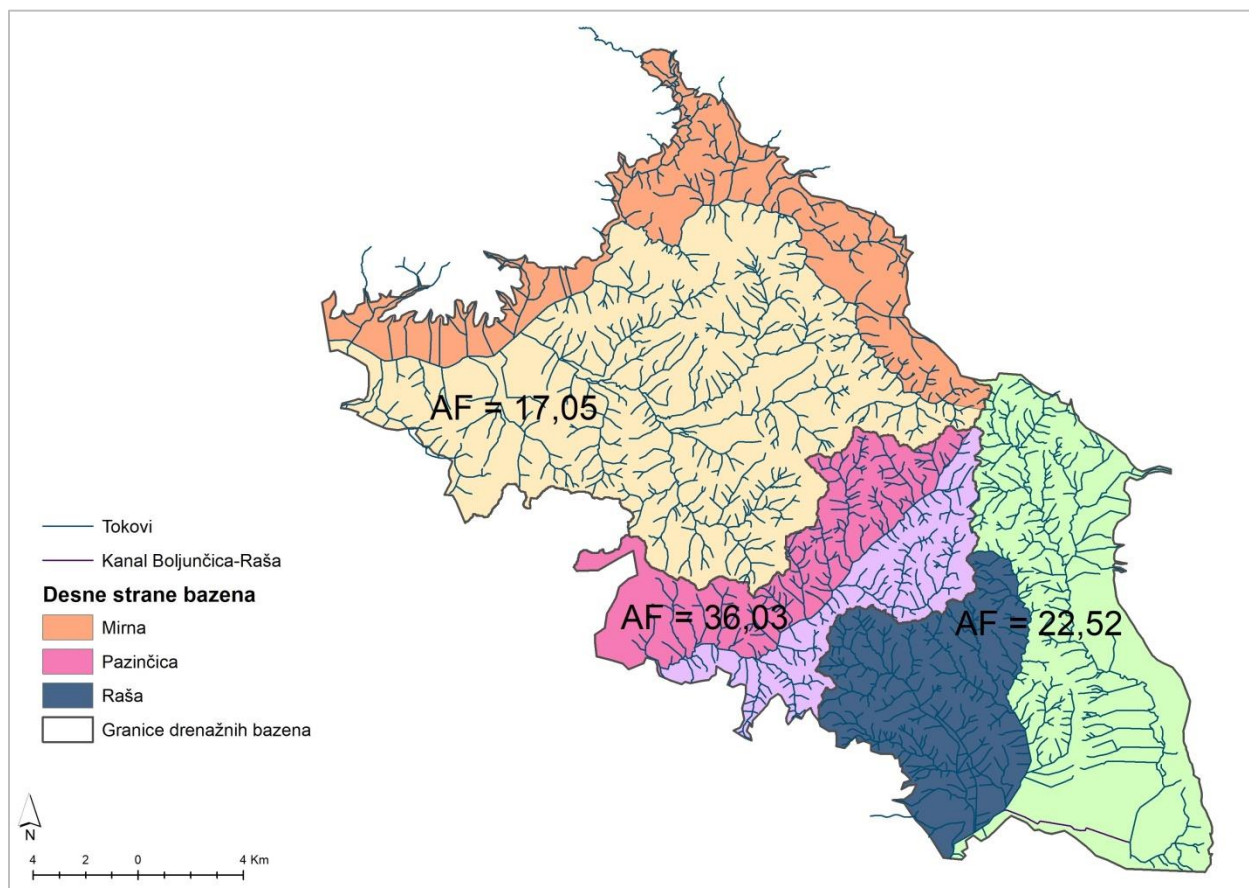 AF = 17,05
AF = 36,03
AF = 22,52
Tokovi
Kanal Boljunčica-Raša
Desne strane bazena
Mirna
Pazinčica
Raša
Granice drenažnih bazena
N
4 2 0 4 Km